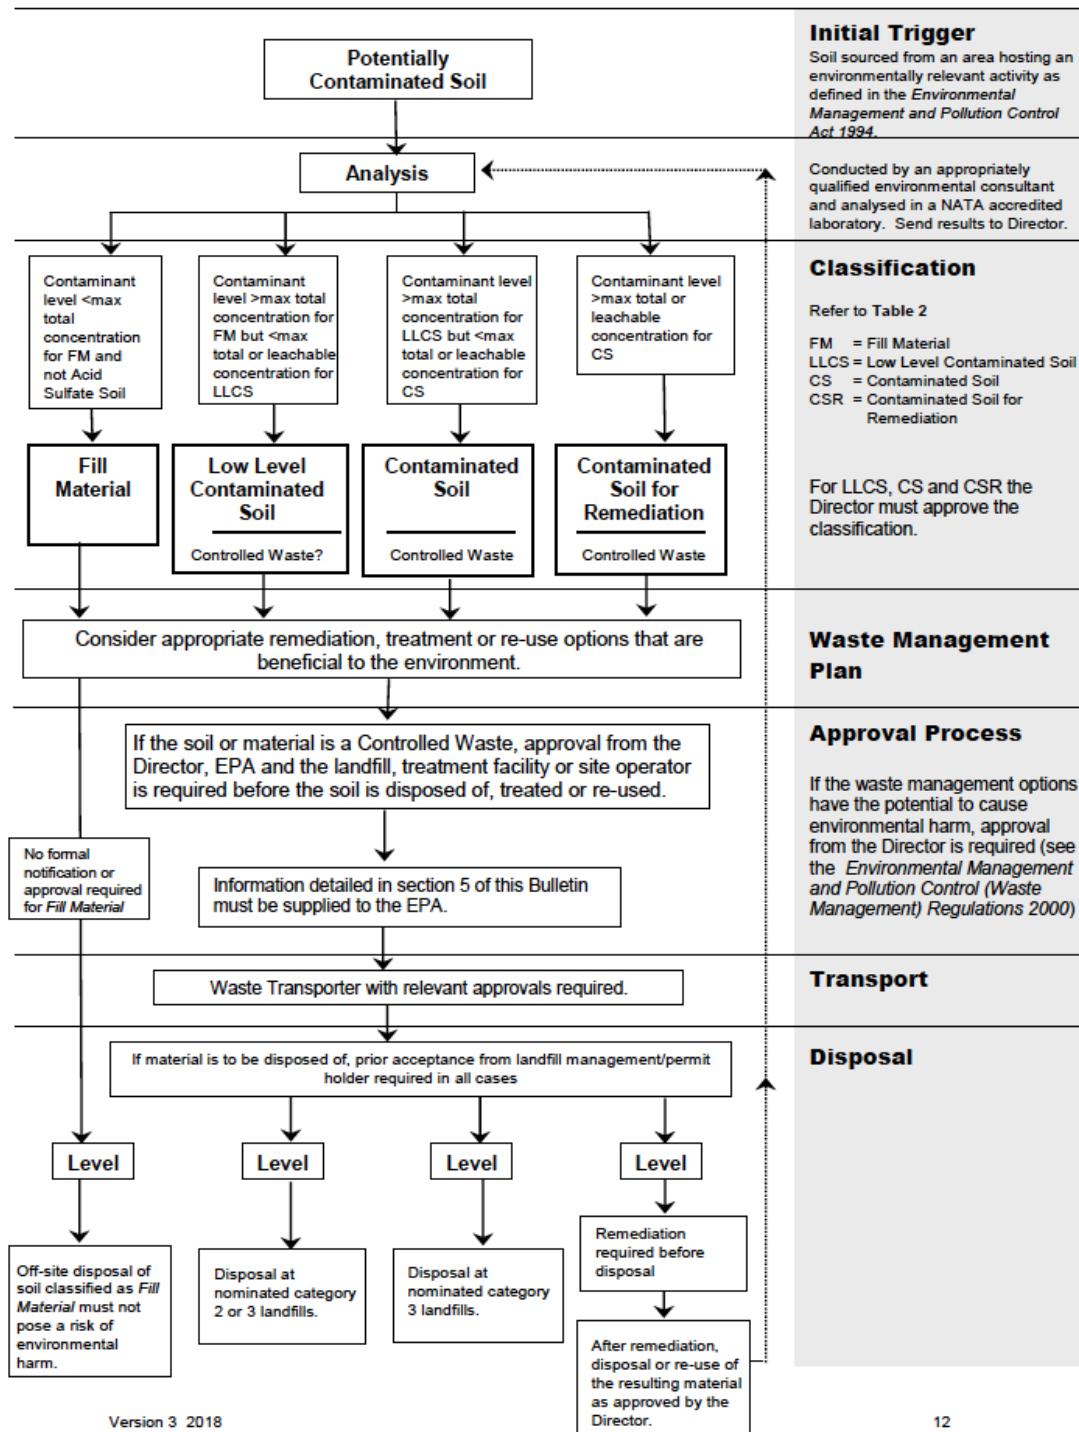 Initial Trigger
Soil sourced from an area hosting an
environmentally relevant activity as
defined in the Environmental
Management and Pollution Control
Act 1994.
Potentially
Contaminated Soil
Analysis
Conducted by an appropriately
qualified environmental consultant
and analysed in a NATA accredited
laboratory. Send results to Director.
Contaminant
level <max
total
concentration
for FM and
not Acid
Sulfate Soil
Contaminant
level >max total
concentration for
FM but <max
total or leachable
concentration for
LLCS
Contaminant level
>max total
concentration for
LLCS but <max
total or leachable
concentration for
CS
Contaminant level
>max total or
leachable
concentration for
CS
Classification
Refer to Table 2
FM = Fill Material
LLCS = Low Level Contaminated Soil
CS = Contaminated Soil
CSR = Contaminated Soil for
Remediation
For LLCS, CS and CSR the
Director must approve the
classification.
Fill
Material
Low Level
Contaminated
Soil
Controlled Waste?
Contaminated
Soil
Controlled Waste
Contaminated
Soil for
Remediation
Controlled Waste
Consider appropriate remediation, treatment or re-use options that are
beneficial to the environment.
Waste Management
Plan
If the soil or material is a Controlled Waste, approval from the
Director, EPA and the landfill, treatment facility or site operator
is required before the soil is disposed of, treated or re-used.
Approval Process
If the waste management options
have the potential to cause
environmental harm, approval
from the Director is required (see
the Environmental Management
and Pollution Control (Waste
Management) Regulations 2000)
No formal
notification or
approval required
for Fill Material
Information detailed in section 5 of this Bulletin
must be supplied to the EPA.
Waste Transporter with relevant approvals required.
Transport
If material is to be disposed of, prior acceptance from landfill management/permit
holder required in all cases
Disposal
Level
Level
Level
Level
Off-site disposal of
soil classified as Fill
Material must not
pose a risk of
environmental
harm.
Disposal at
nominated category
2 or 3 landfills.
Disposal at
nominated category
3 landfills.
Remediation
required before
disposal
After remediation,
disposal or re-use of
the resulting material
as approved by the
Director.
Version 3 2018
12